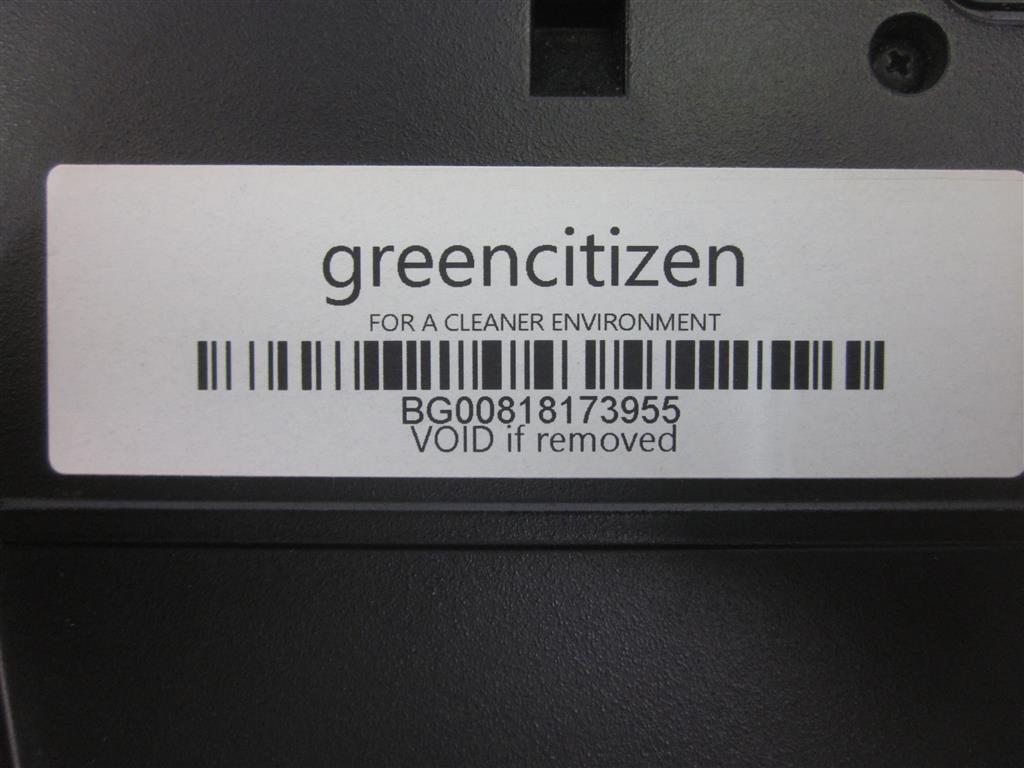 greencitizen
FOR A CLEANER ENVIRONMENT
BG00818173955
VOID if removed